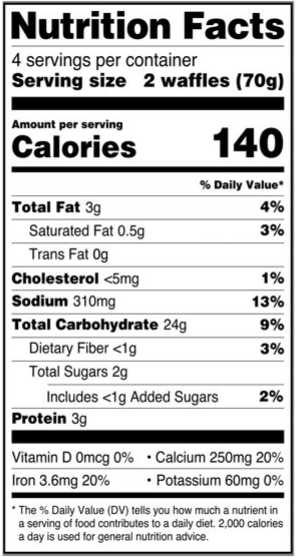 Nutrition Facts
4 servings per container
Serving size 2 waffles (70g)
Amount per serving
Calories 140
% Daily Value*
Total Fat 3g 4%
Saturated Fat 0.5g 3%
Trans Fat 0g
Cholesterol <5mg 1%
Sodium 310mg 13%
Total Carbohydrate 24g 9%
Dietary Fiber <1g 3%
Total Sugars 2g
Includes <1g Added Sugars 2%
Protein 3g
Vitamin D 0mcg 0% • Calcium 250mg 20%
Iron 3.6mg 20% • Potassium 60mg 0%
* The % Daily Value (DV) tells you how much a nutrient in
a serving of food contributes to a daily diet. 2,000 calories
a day is used for general nutrition advice.